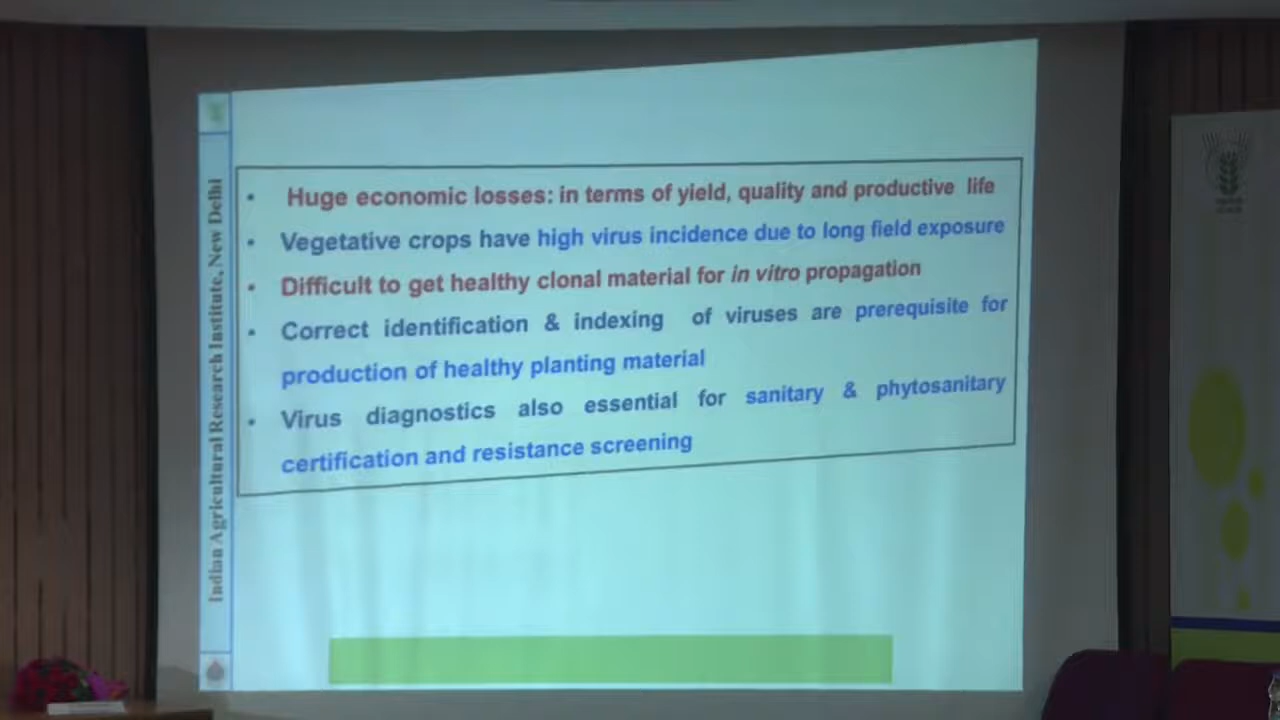 Indian Agricultural Research Institute, New Delhi
• Huge economic losses: in terms of yield, quality and productive life
• Vegetative crops have high virus incidence due to long field exposure
• Difficult to get healthy clonal material for in vitro propagation
• Correct identification & indexing of viruses are prerequisite for
production of healthy planting material
• Virus diagnostics also essential for sanitary & phytosanitary
certification and resistance screening